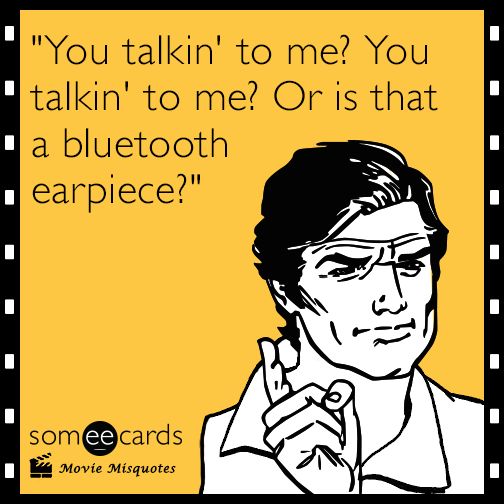 "You talkin' to me? You
talkin' to me? Or is that
a bluetooth
earpiece?"
someecards
Movie Misquotes